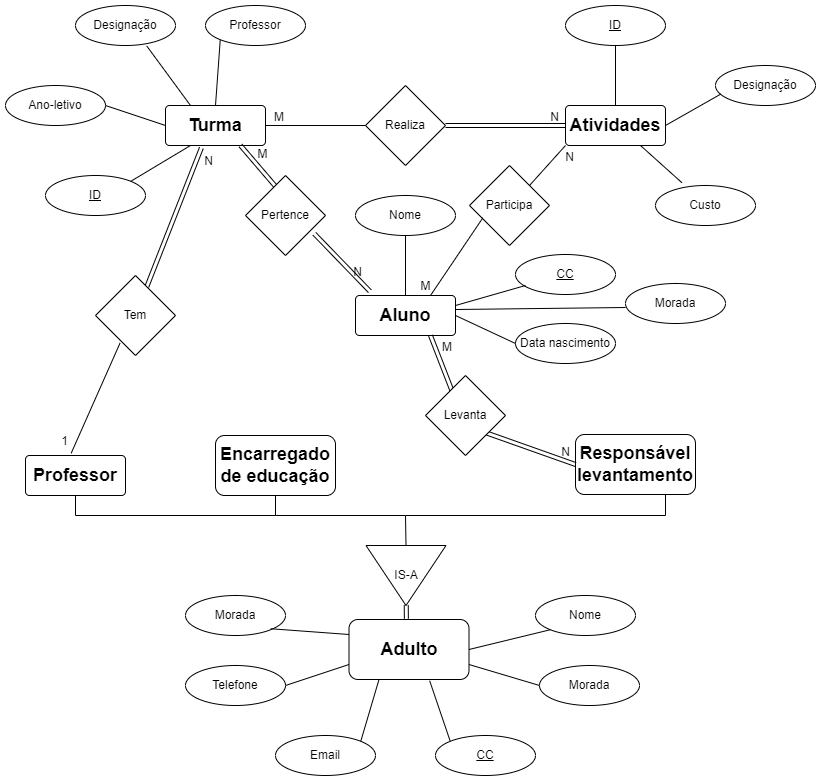 Designação
Professor
ID
Designação
Ano-letivo
Turma
M
Realiza
N
Atividades
N
M
N
ID
Pertence
Nome
Participa
Custo
N
M
CC
Morada
Tem
Aluno
M
Data nascimento
Levanta
1
N
Professor
Encarregado
de educação
Responsável
levantamento
IS-A
Morada
Nome
Adulto
Telefone
Morada
Email
CC